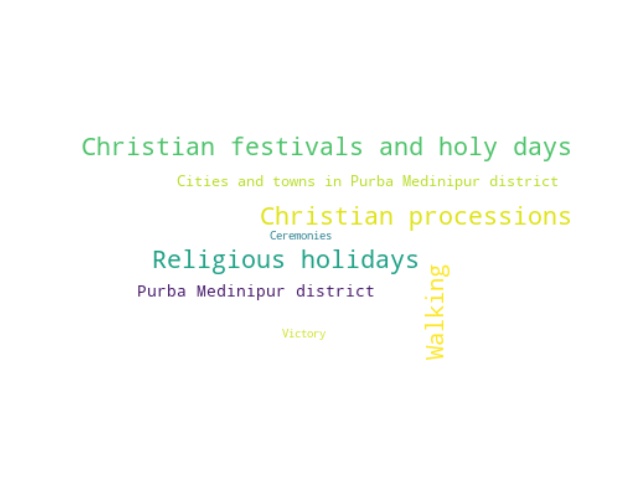 Christian festivals and holy days
Cities and towns in Purba Medinipur district
Christian processions
Ceremonies
Religious holidays
Purba Medinipur district
Walking
Victory